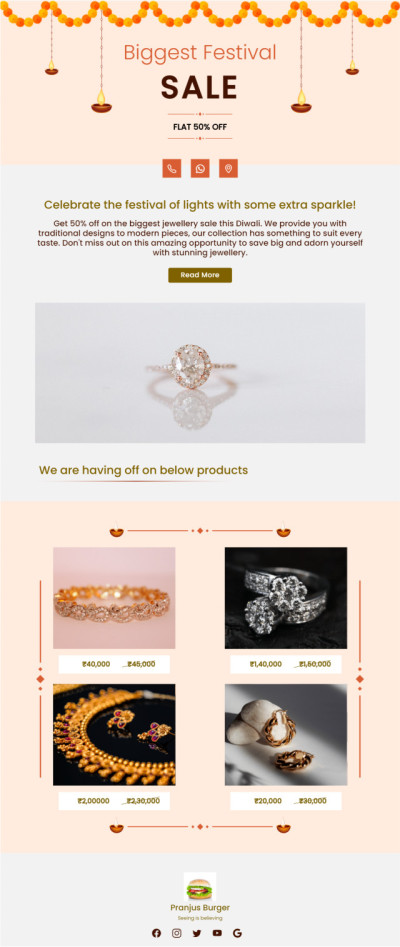 Biggest Festival
SALE
FLAT 50% OFF
Celebrate the festival of lights with some extra sparkle!
Get 50% off on the biggest jewellery sale this Diwali. We provide you with
traditional designs to modern pieces, our collection has something to suit every
taste. Don't miss out on this amazing opportunity to save big and adorn yourself
with stunning jewellery.
Read More
We are having off on below products
₹40,000 ₹45,000
₹1,40,000 ₹1,60,000
₹2,00000 ₹2,30,000
₹20,000 ₹30,000
Pranjus Burger
Seeing is believing